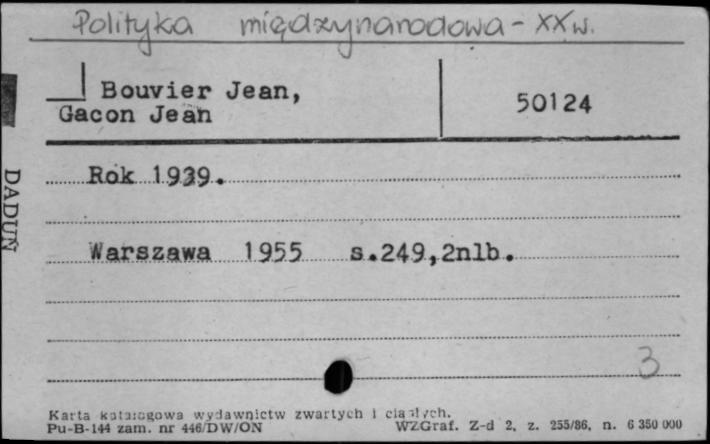 Polityka międzynarodowa - XX w.
Bouvier Jean,
Gacon Jean
50124
Rok 1939.
Warszawa 1955 s.249,2nlb.
3
Karta katalogowa wydawnictw zwartych i ciągłych.
Pu-B-144 zam. nr 446/DW/ON
WZGraf. Z-d 2, z. 255/86, n. 6 350 000
DADUŃ